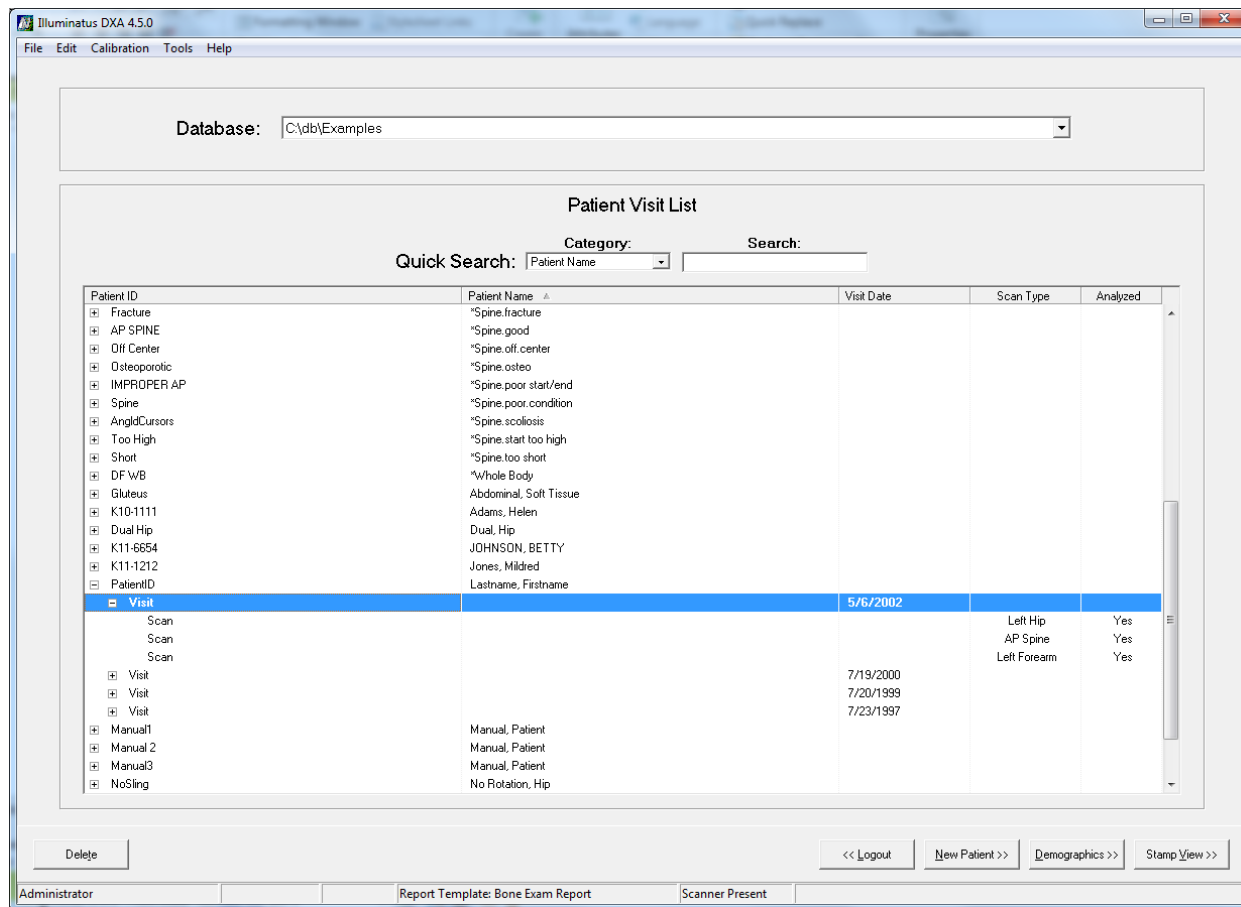 Illuminatus DXA 4.5.0
File Edit Calibration Tools Help
Database: C:\db\Examples
Patient Visit List
Category: Search:
Quick Search: Patient Name
Patient ID Patient Name Visit Date Scan Type Analyzed
Fracture *Spine.fracture
AP SPINE *Spine.good
Off Center *Spine.off.center
Osteoporotic *Spine.osteo
IMPROPER AP *Spine.poor start/end
Spine *Spine.poor.condition
AngldCursors *Spine.scoliosis
Too High *Spine.start too high
Short *Spine.too short
DF WB *Whole Body
Gluteus Abdominal, Soft Tissue
K10-1111 Adams, Helen
Dual Hip Dual, Hip
K11-6654 JOHNSON, BETTY
K11-1212 Jones, Mildred
PatientID Lastname, Firstname
Visit 5/6/2002
Scan Left Hip Yes
Scan AP Spine Yes
Scan Left Forearm Yes
Visit 7/19/2000
Visit 7/20/1999
Visit 7/23/1997
Manual1 Manual, Patient
Manual 2 Manual, Patient
Manual3 Manual, Patient
NoSling No Rotation, Hip
Delete << Logout New Patient >> Demographics >> Stamp View >>
Administrator Report Template: Bone Exam Report Scanner Present